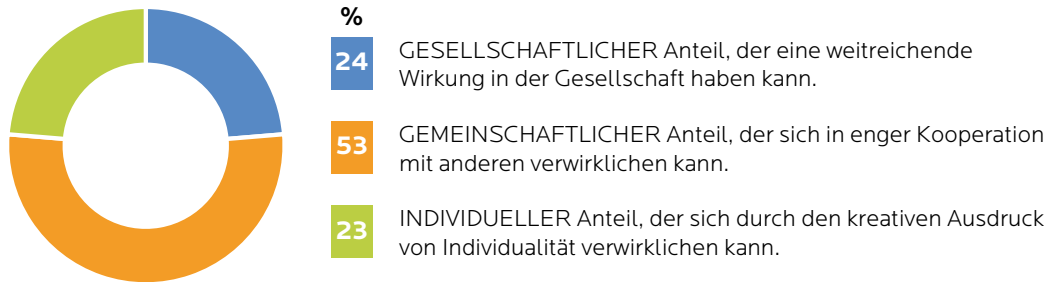 %
24
GESELLSCHAFTLICHER Anteil, der eine weitreichende
Wirkung in der Gesellschaft haben kann.
53
GEMEINSCHAFTLICHER Anteil, der sich in enger Kooperation
mit anderen verwirklichen kann.
23
INDIVIDUELLER Anteil, der sich durch den kreativen Ausdruck
von Individualität verwirklichen kann.